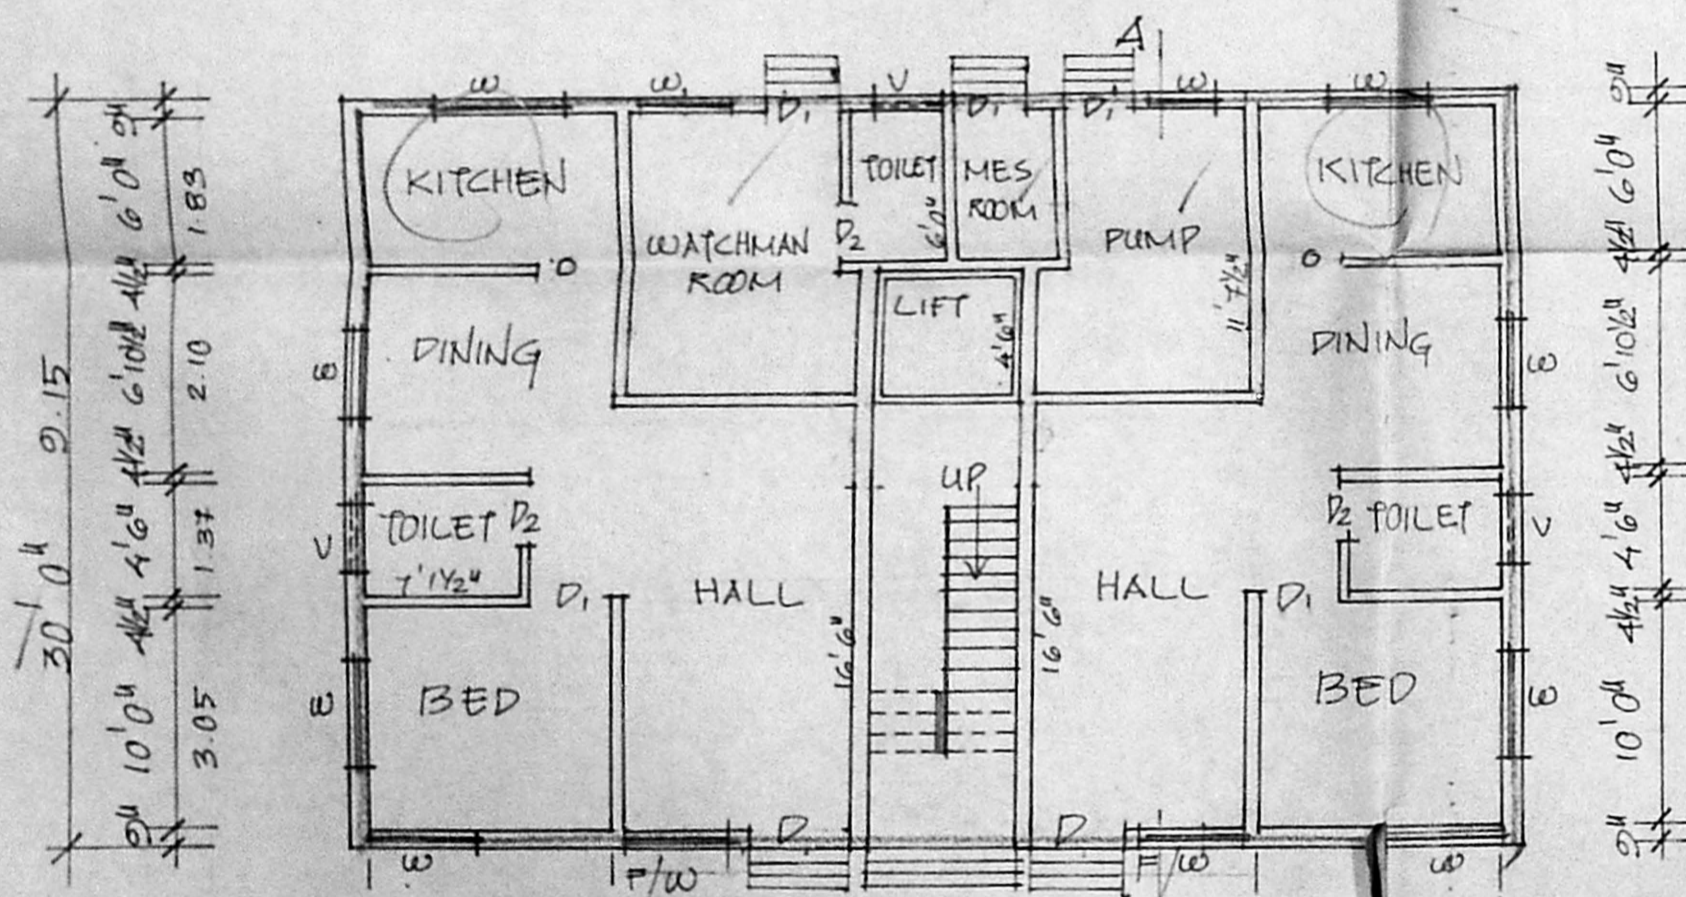 A
W W1 V W W
D1 D1 D1
KITCHEN
WATCHMAN
ROOM
TOILET
6'0"
MES
ROOM
PUMP
11'7½"
KITCHEN
D2
O
O
LIFT
4'6"
DINING
DINING
W
W
UP
TOILET D2
7'1½"
D2 TOILET
V
V
D1
HALL
HALL
D1
16'6"
16'6"
BED
BED
W
W
D
D
W F/W F/W W
30'0" 9.15
9"
6'0" 1.83
4½"
6'10½" 2.10
4½"
4'6" 1.37
4½"
10'0" 3.05
9"
9"
6'0"
4½"
6'10½"
4½"
4'6"
4½"
10'0"
9"